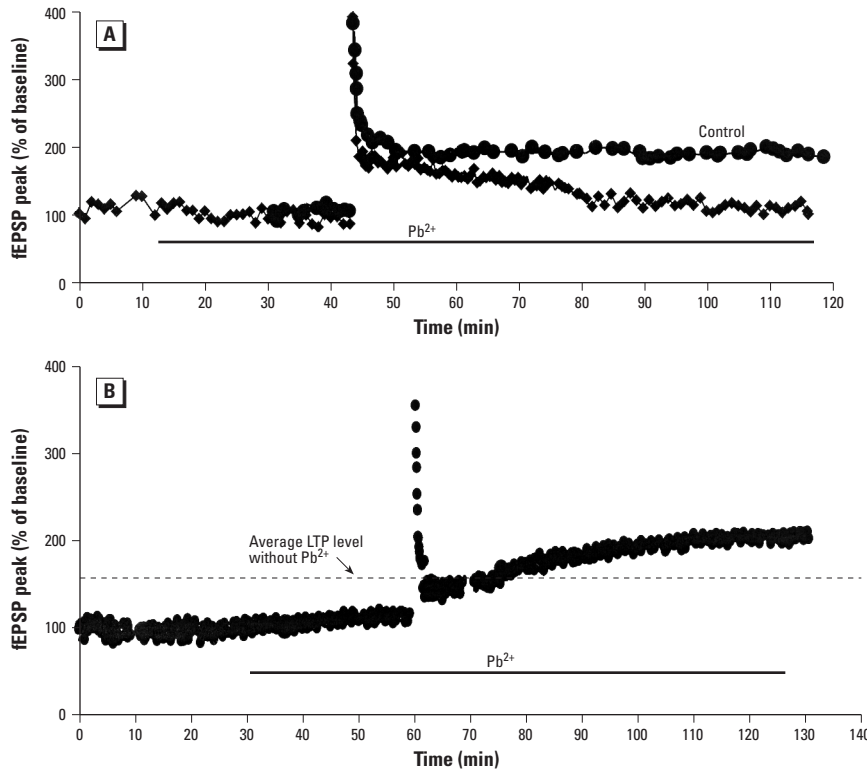 A
fEPSP peak (% of baseline)
400
300
200
100
0
Control
Pb²⁺
0 10 20 30 40 50 60 70 80 90 100 110 120
Time (min)
B
fEPSP peak (% of baseline)
400
300
200
100
0
Average LTP level
without Pb²⁺
Pb²⁺
0 10 20 30 40 50 60 70 80 90 100 110 120 130 140
Time (min)